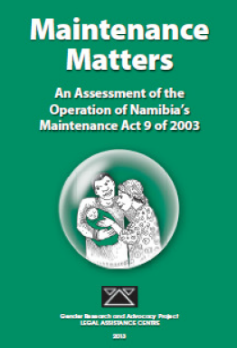 Maintenance
Matters
An Assessment of the
Operation of Namibia's
Maintenance Act 9 of 2003
Gender Research and Advocacy Project
LEGAL ASSISTANCE CENTRE
2013